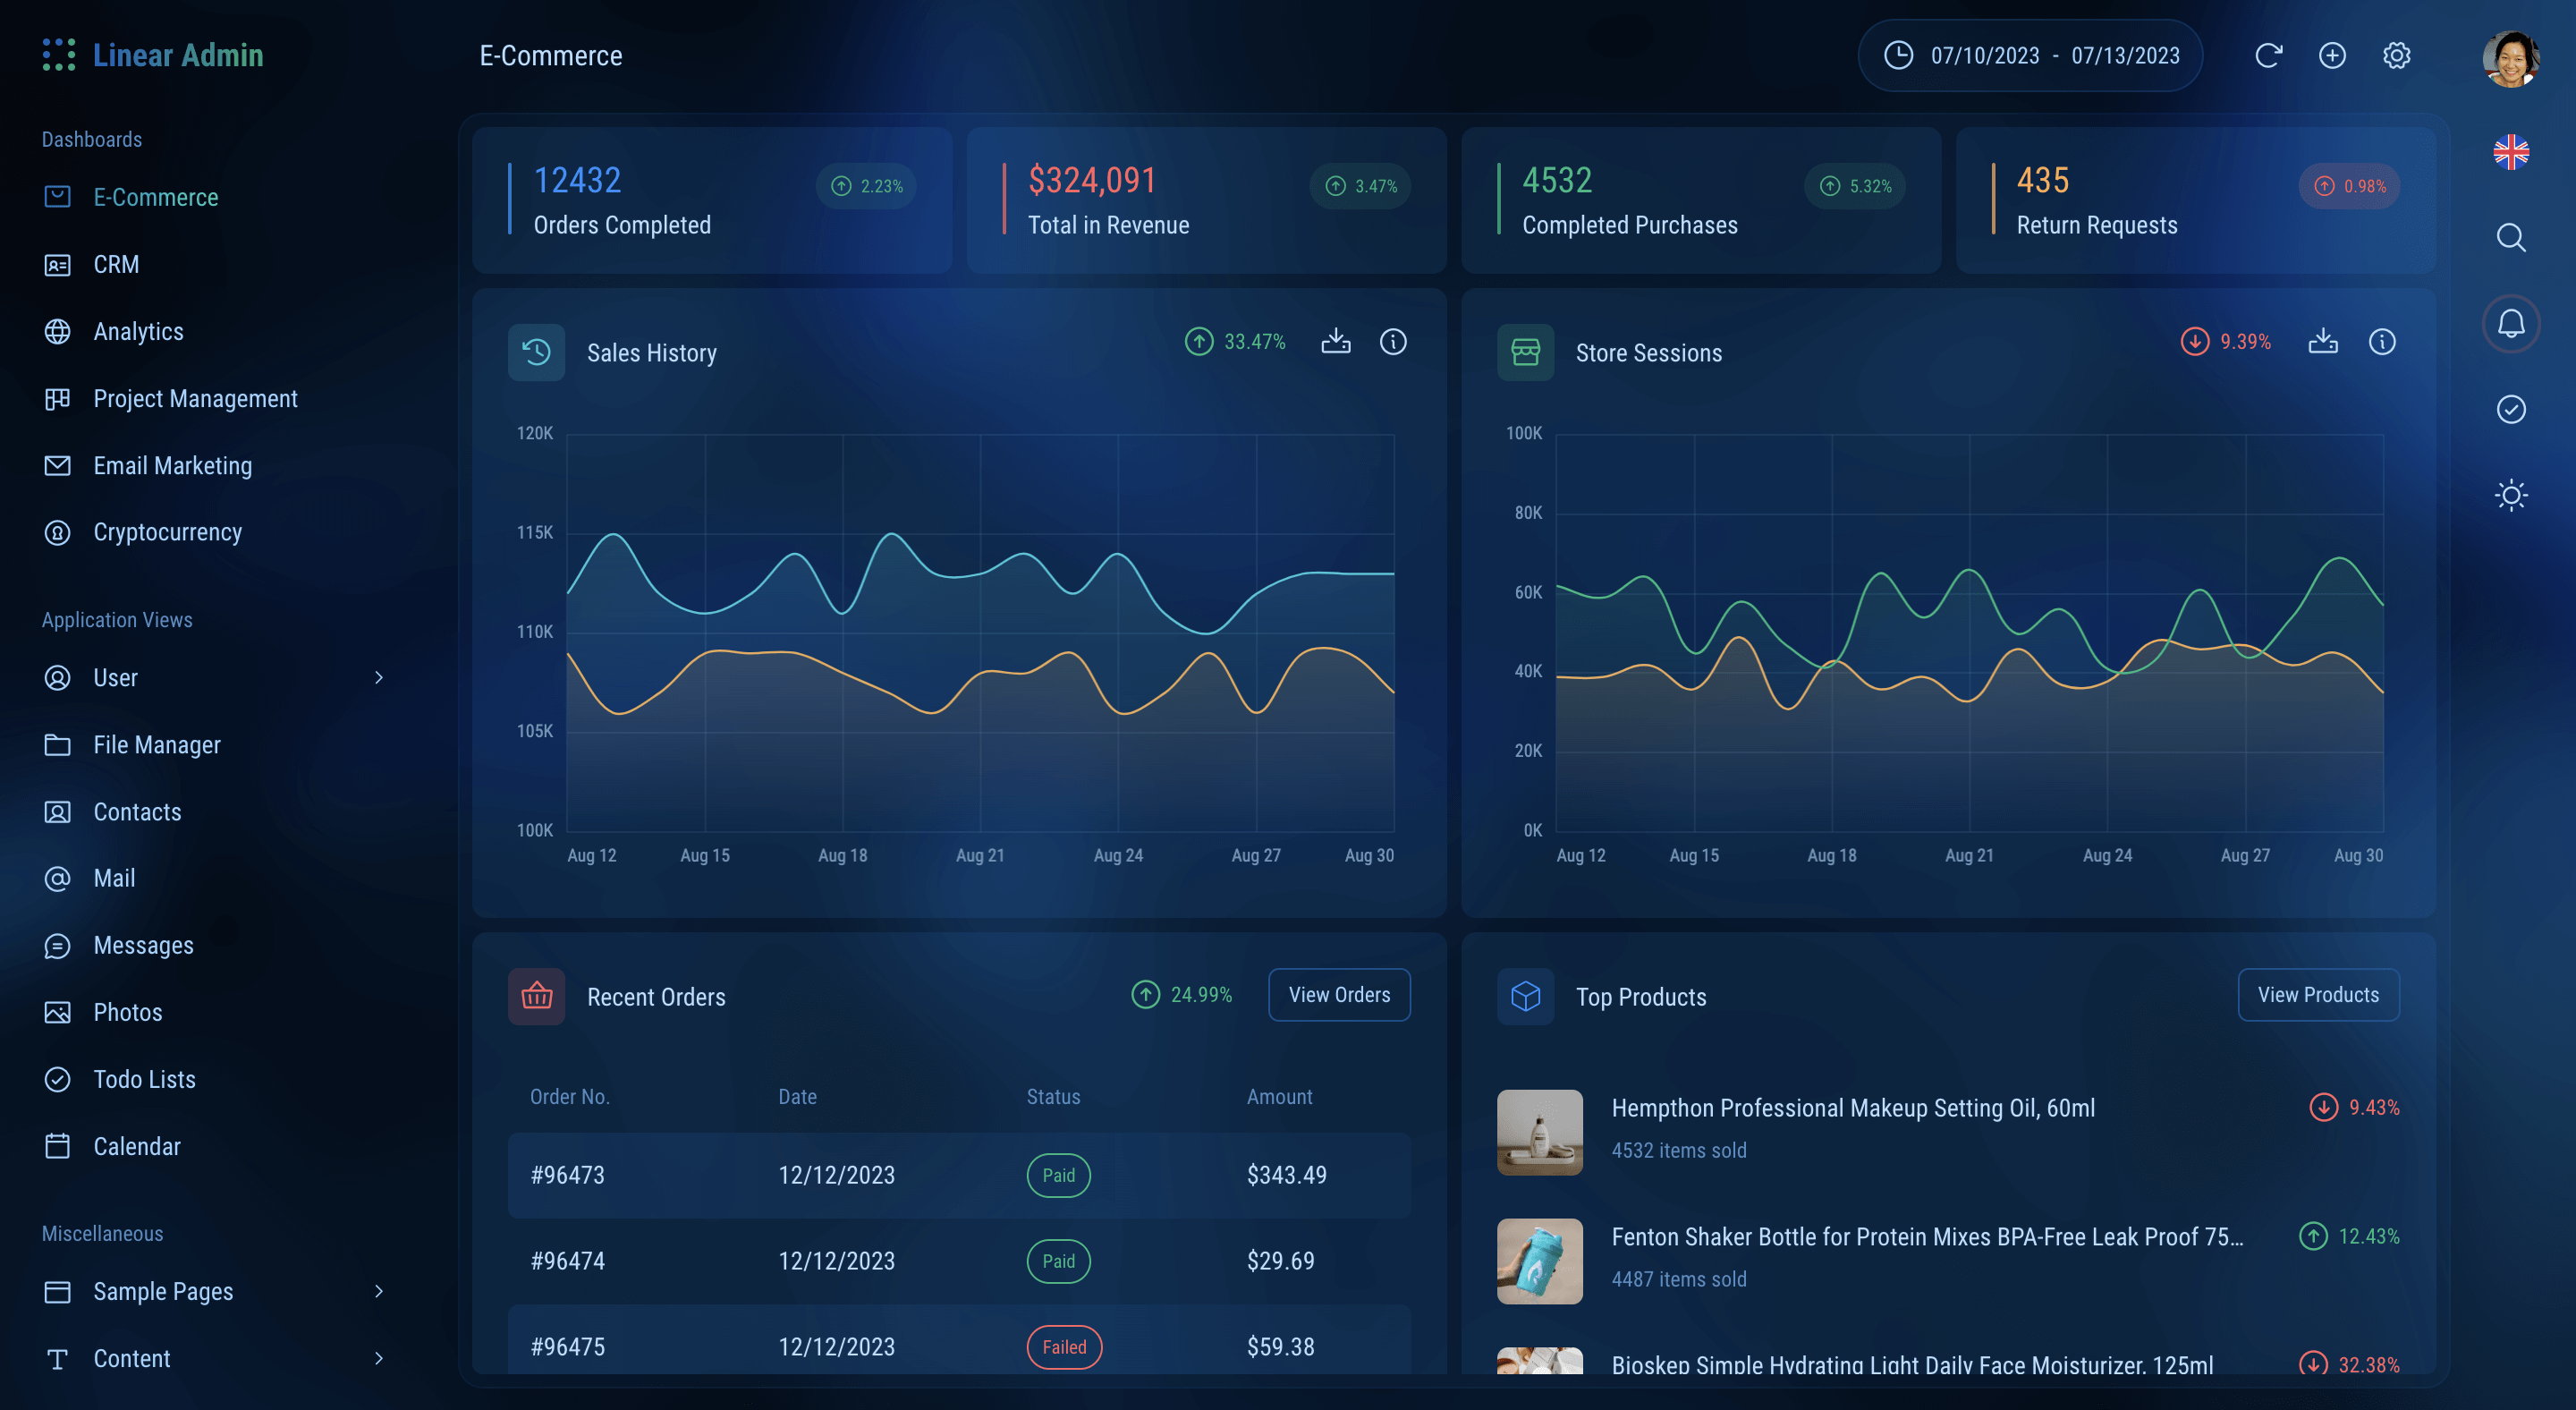 Linear Admin
Dashboards
E-Commerce
CRM
Analytics
Project Management
Email Marketing
Cryptocurrency
Application Views
User
File Manager
Contacts
Mail
Messages
Photos
Todo Lists
Calendar
Miscellaneous
Sample Pages
Content
E-Commerce
07/10/2023 - 07/13/2023
12432
Orders Completed
2.23%
$324,091
Total in Revenue
3.47%
4532
Completed Purchases
5.32%
435
Return Requests
0.98%
Sales History
33.47%
120K
115K
110K
105K
100K
Aug 12 Aug 15 Aug 18 Aug 21 Aug 24 Aug 27 Aug 30
Store Sessions
9.39%
100K
80K
60K
40K
20K
0K
Aug 12 Aug 15 Aug 18 Aug 21 Aug 24 Aug 27 Aug 30
Recent Orders
24.99%
View Orders
Order No. Date Status Amount
#96473 12/12/2023 Paid $343.49
#96474 12/12/2023 Paid $29.69
#96475 12/12/2023 Failed $59.38
Top Products
View Products
Hempthon Professional Makeup Setting Oil, 60ml
9.43%
4532 items sold
Fenton Shaker Bottle for Protein Mixes BPA-Free Leak Proof 75...
12.43%
4487 items sold
Bioskep Simple Hydrating Light Daily Face Moisturizer, 125ml
32.38%